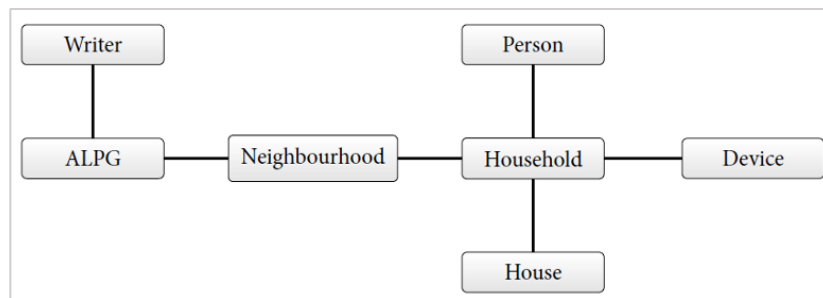 Writer
Person
ALPG
Neighbourhood
Household
Device
House